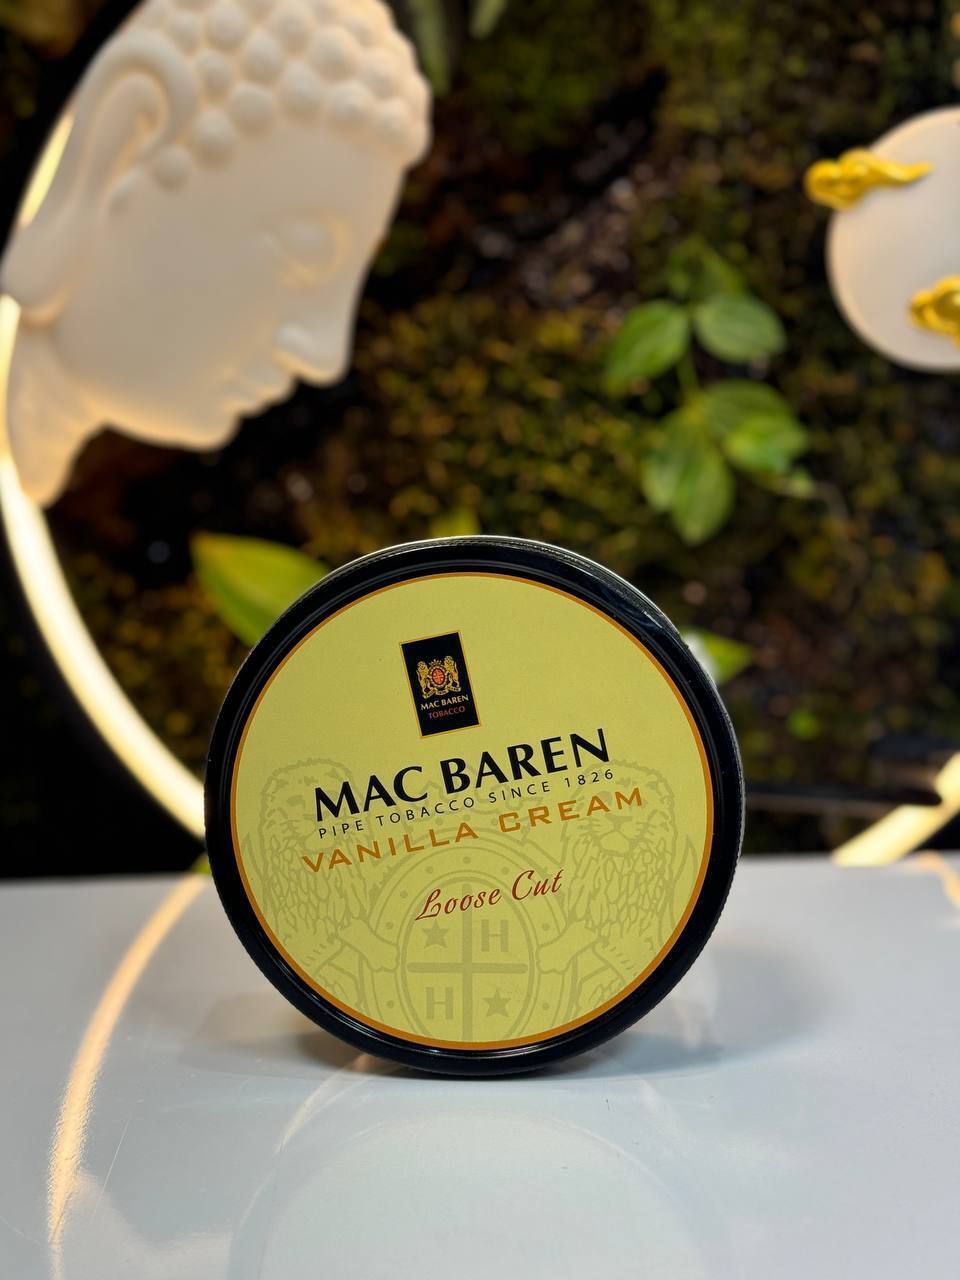 MAC BAREN
TOBACCO
MAC BAREN
PIPE TOBACCO SINCE 1826
VANILLA CREAM
Loose Cut
H
H